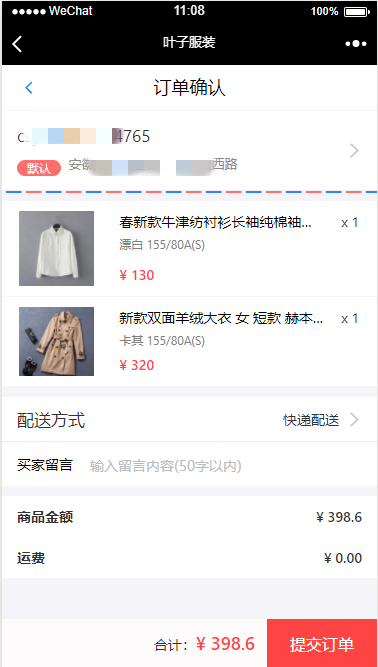 WeChat 11:08 100%
叶子服装
订单确认
4765
默认 安徽 西路
春新款牛津纺衬衫长袖纯棉袖... x 1
漂白 155/80A(S)
¥ 130
新款双面羊绒大衣 女 短款 赫本... x 1
卡其 155/80A(S)
¥ 320
配送方式 快递配送
买家留言 输入留言内容(50字以内)
商品金额 ¥ 398.6
运费 ¥ 0.00
合计：¥ 398.6 提交订单